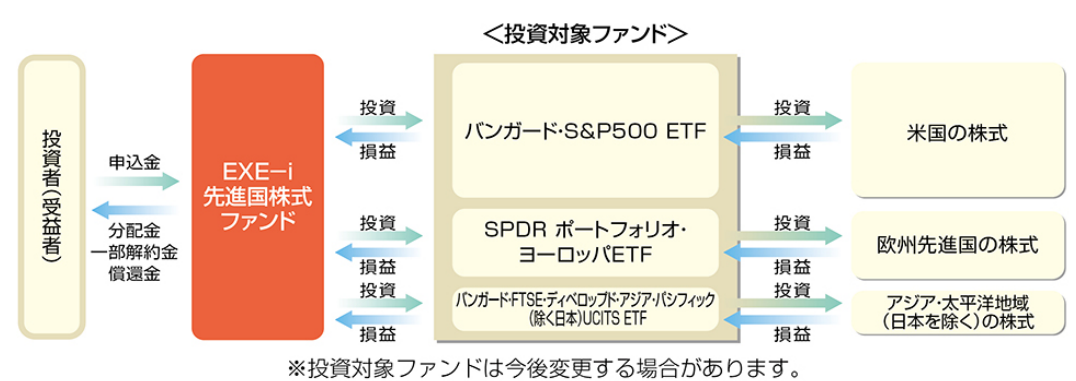 ＜投資対象ファンド＞
投資者（受益者）
申込金
分配金
一部解約金
償還金
EXE−i
先進国株式
ファンド
投資
損益
バンガード・S&P500 ETF
投資
損益
米国の株式
投資
損益
SPDR ポートフォリオ・
ヨーロッパETF
投資
損益
欧州先進国の株式
投資
損益
バンガード・FTSE・ディベロップド・アジア・パシフィック
（除く日本）UCITS ETF
投資
損益
アジア・太平洋地域
（日本を除く）の株式
※投資対象ファンドは今後変更する場合があります。